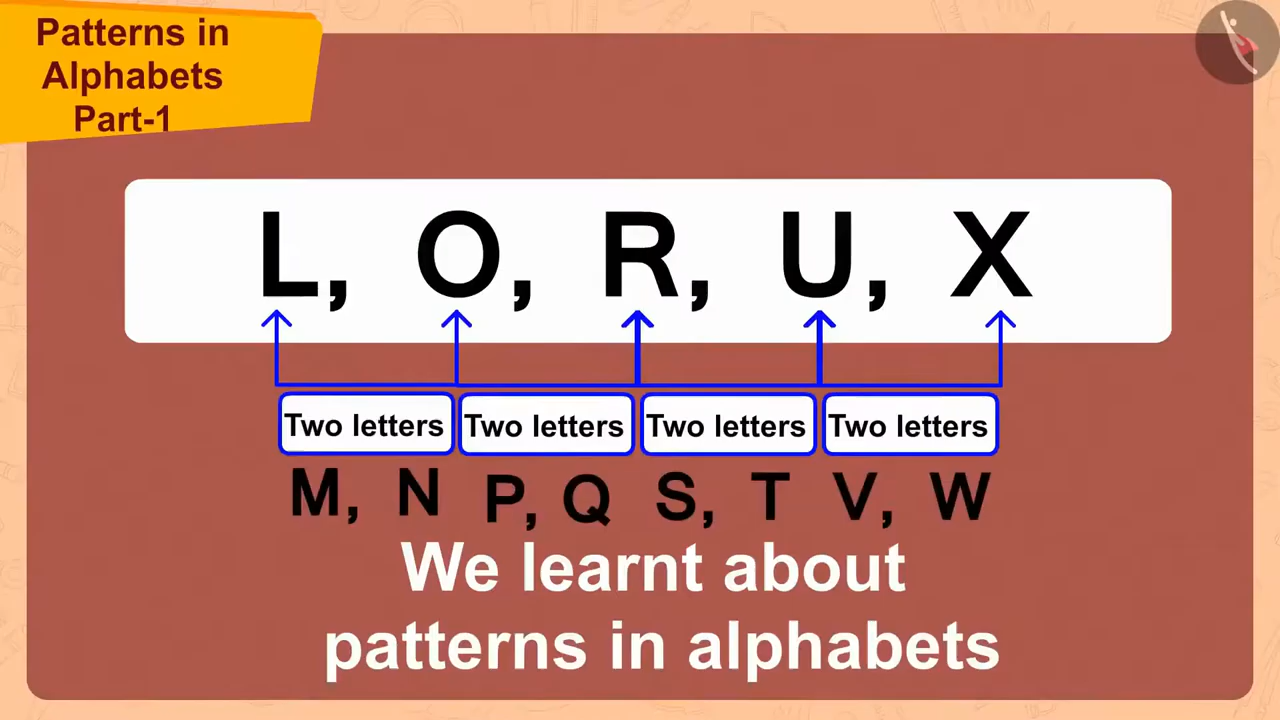 Patterns in
Alphabets
Part-1
L, O, R, U, X
Two letters Two letters Two letters Two letters
M, N P, Q S, T V, W
We learnt about
patterns in alphabets